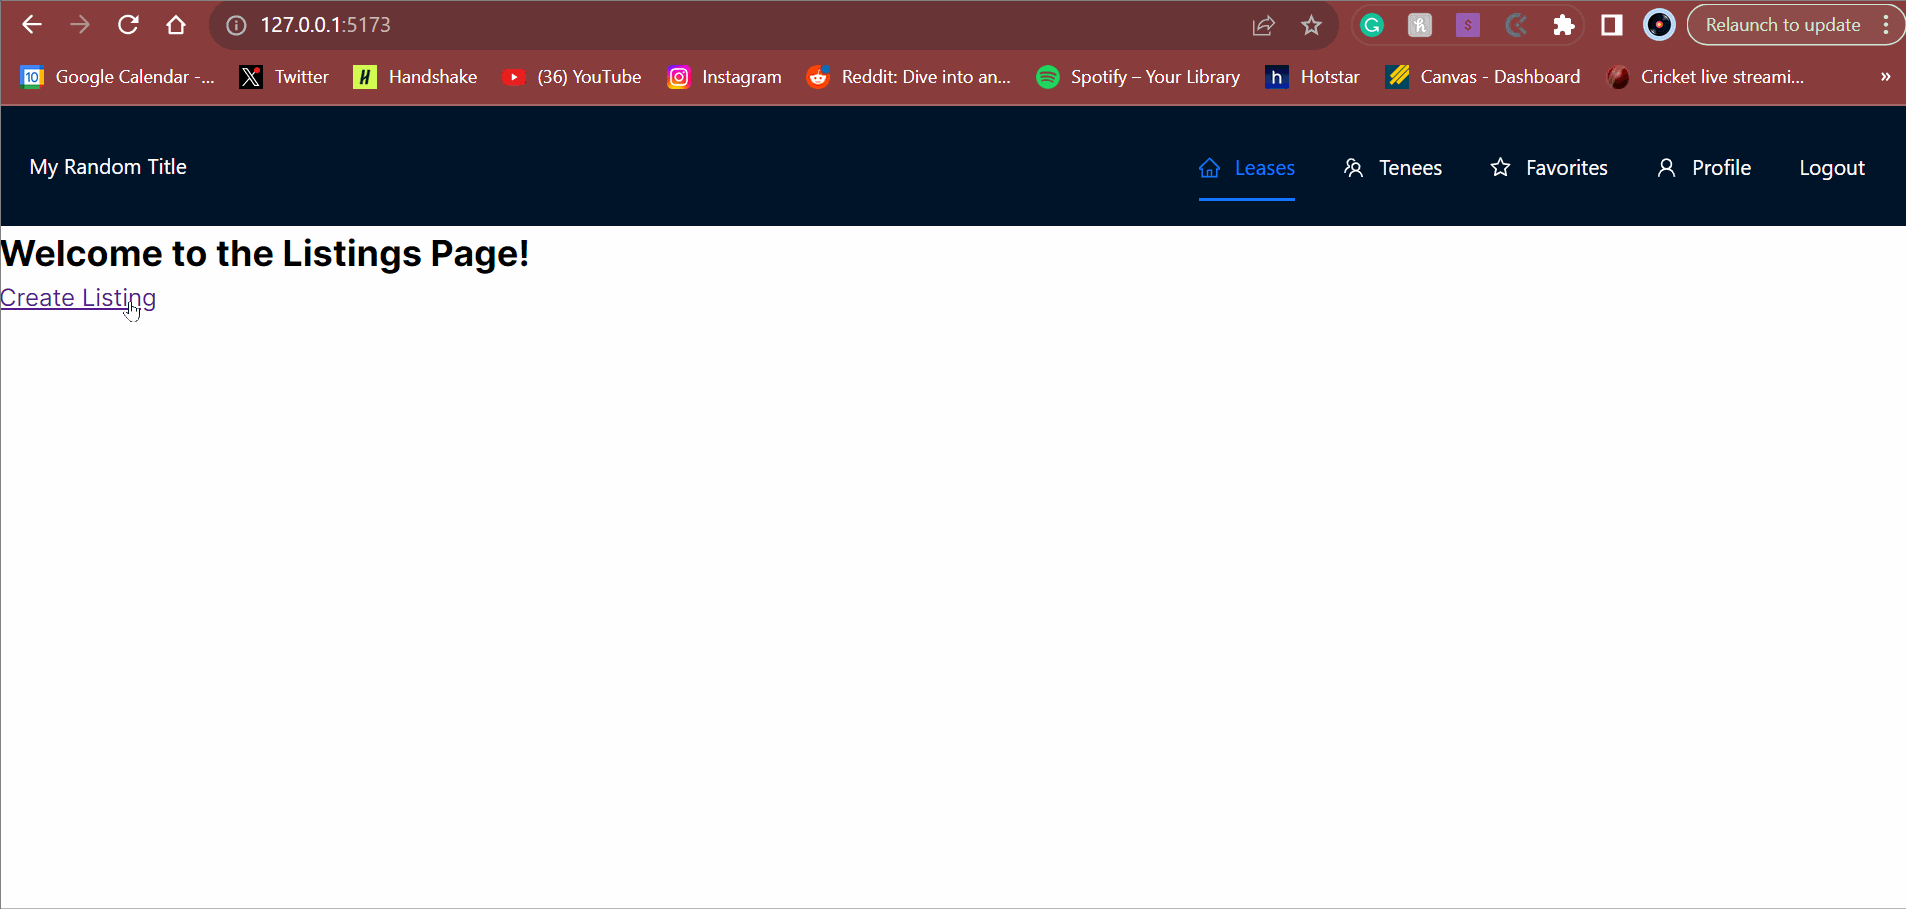 127.0.0.1:5173 Relaunch to update
10 Google Calendar -... Twitter Handshake (36) YouTube Instagram Reddit: Dive into an... Spotify – Your Library h Hotstar Canvas - Dashboard Cricket live streami... »
My Random Title Leases Tenees Favorites Profile Logout
Welcome to the Listings Page!
Create Listing